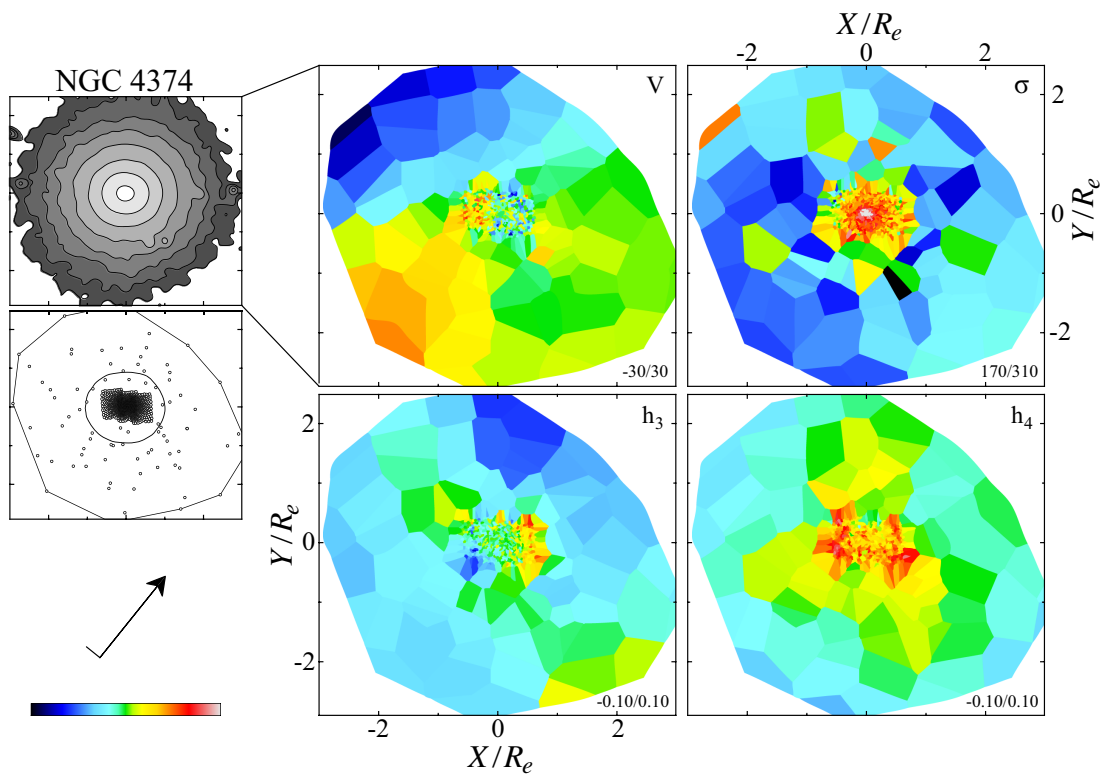 X/Re
-2 0 2
NGC 4374
V
σ
2
0
Y/Re
-2
-30/30
170/310
h3
h4
2
0
Y/Re
-2
-0.10/0.10
-0.10/0.10
-2 0 2
X/Re